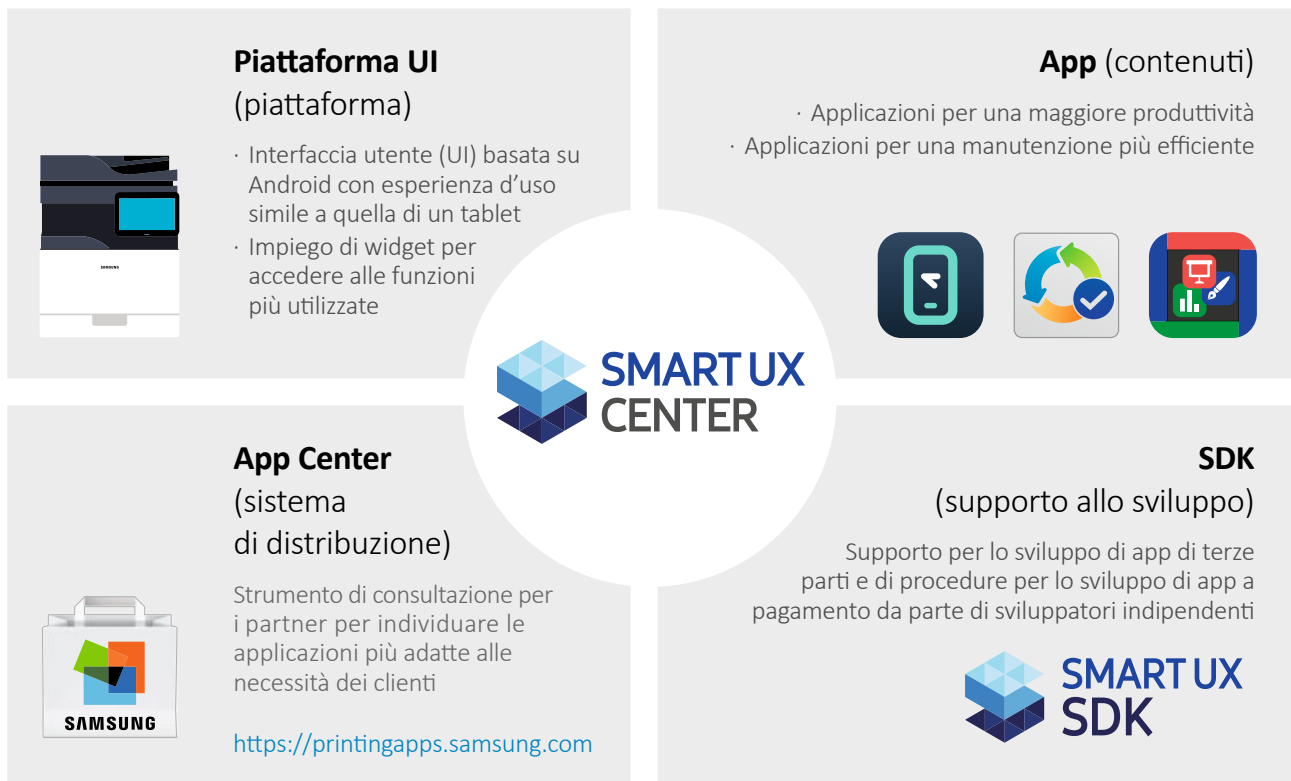 Piattaforma UI
(piattaforma)
· Interfaccia utente (UI) basata su
Android con esperienza d’uso
simile a quella di un tablet
· Impiego di widget per
accedere alle funzioni
più utilizzate
SAMSUNG
App (contenuti)
· Applicazioni per una maggiore produttività
· Applicazioni per una manutenzione più efficiente
SMART UX
CENTER
App Center
(sistema
di distribuzione)
Strumento di consultazione per
i partner per individuare le
applicazioni più adatte alle
necessità dei clienti
https://printingapps.samsung.com
SAMSUNG
SDK
(supporto allo sviluppo)
Supporto per lo sviluppo di app di terze
parti e di procedure per lo sviluppo di app a
pagamento da parte di sviluppatori indipendenti
SMART UX
SDK